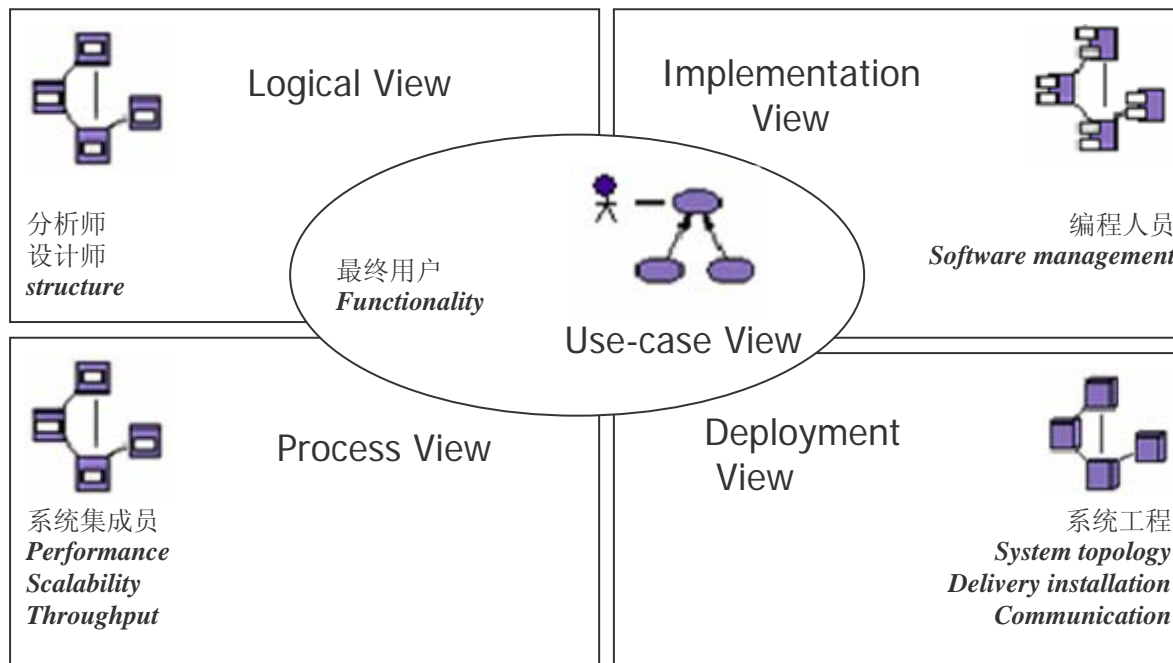 Logical View
分析师
设计师
structure
Implementation
View
编程人员
Software management
最终用户
Functionality
Use-case View
Process View
系统集成员
Performance
Scalability
Throughput
Deployment
View
系统工程
System topology
Delivery installation
Communication